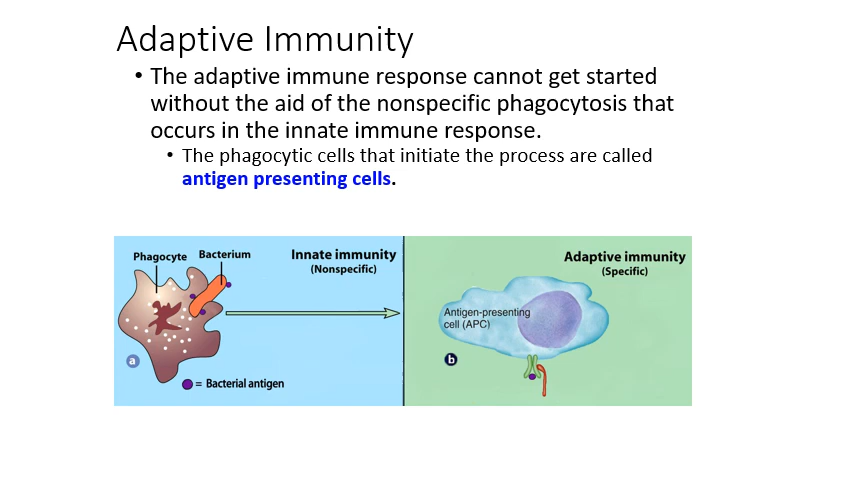 Adaptive Immunity
• The adaptive immune response cannot get started
without the aid of the nonspecific phagocytosis that
occurs in the innate immune response.
• The phagocytic cells that initiate the process are called
antigen presenting cells.
Phagocyte
Bacterium
Innate immunity
(Nonspecific)
a
= Bacterial antigen
Adaptive immunity
(Specific)
Antigen-presenting
cell (APC)
b